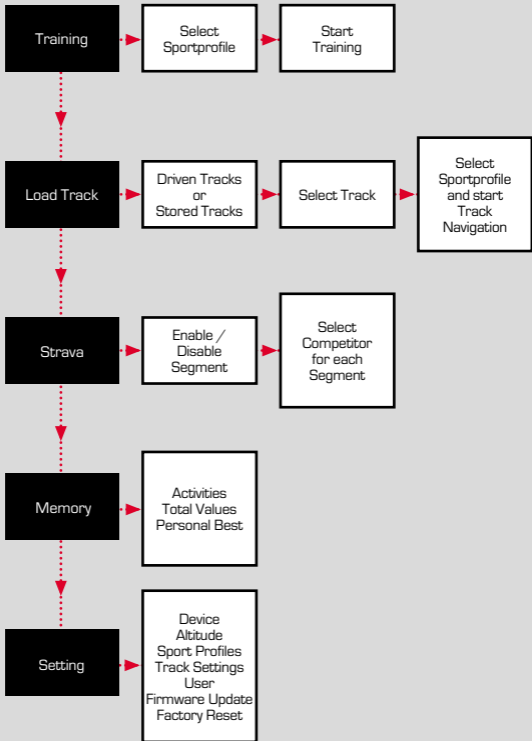 Training
Select
Sportprofile
Start
Training
Load Track
Driven Tracks
or
Stored Tracks
Select Track
Select
Sportprofile
and start
Track
Navigation
Strava
Enable /
Disable
Segment
Select
Competitor
for each
Segment
Memory
Activities
Total Values
Personal Best
Setting
Device
Altitude
Sport Profiles
Track Settings
User
Firmware Update
Factory Reset